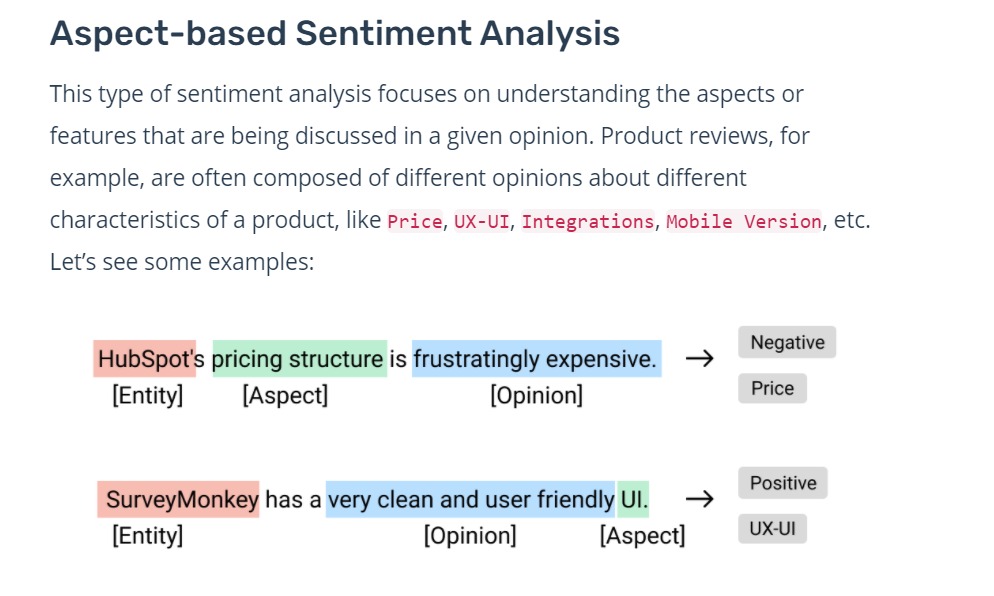 Aspect-based Sentiment Analysis
This type of sentiment analysis focuses on understanding the aspects or
features that are being discussed in a given opinion. Product reviews, for
example, are often composed of different opinions about different
characteristics of a product, like Price, UX-UI, Integrations, Mobile Version, etc.
Let’s see some examples:
HubSpot's pricing structure is frustratingly expensive. → Negative
[Entity] [Aspect] [Opinion] Price
SurveyMonkey has a very clean and user friendly UI. → Positive
[Entity] [Opinion] [Aspect] UX-UI